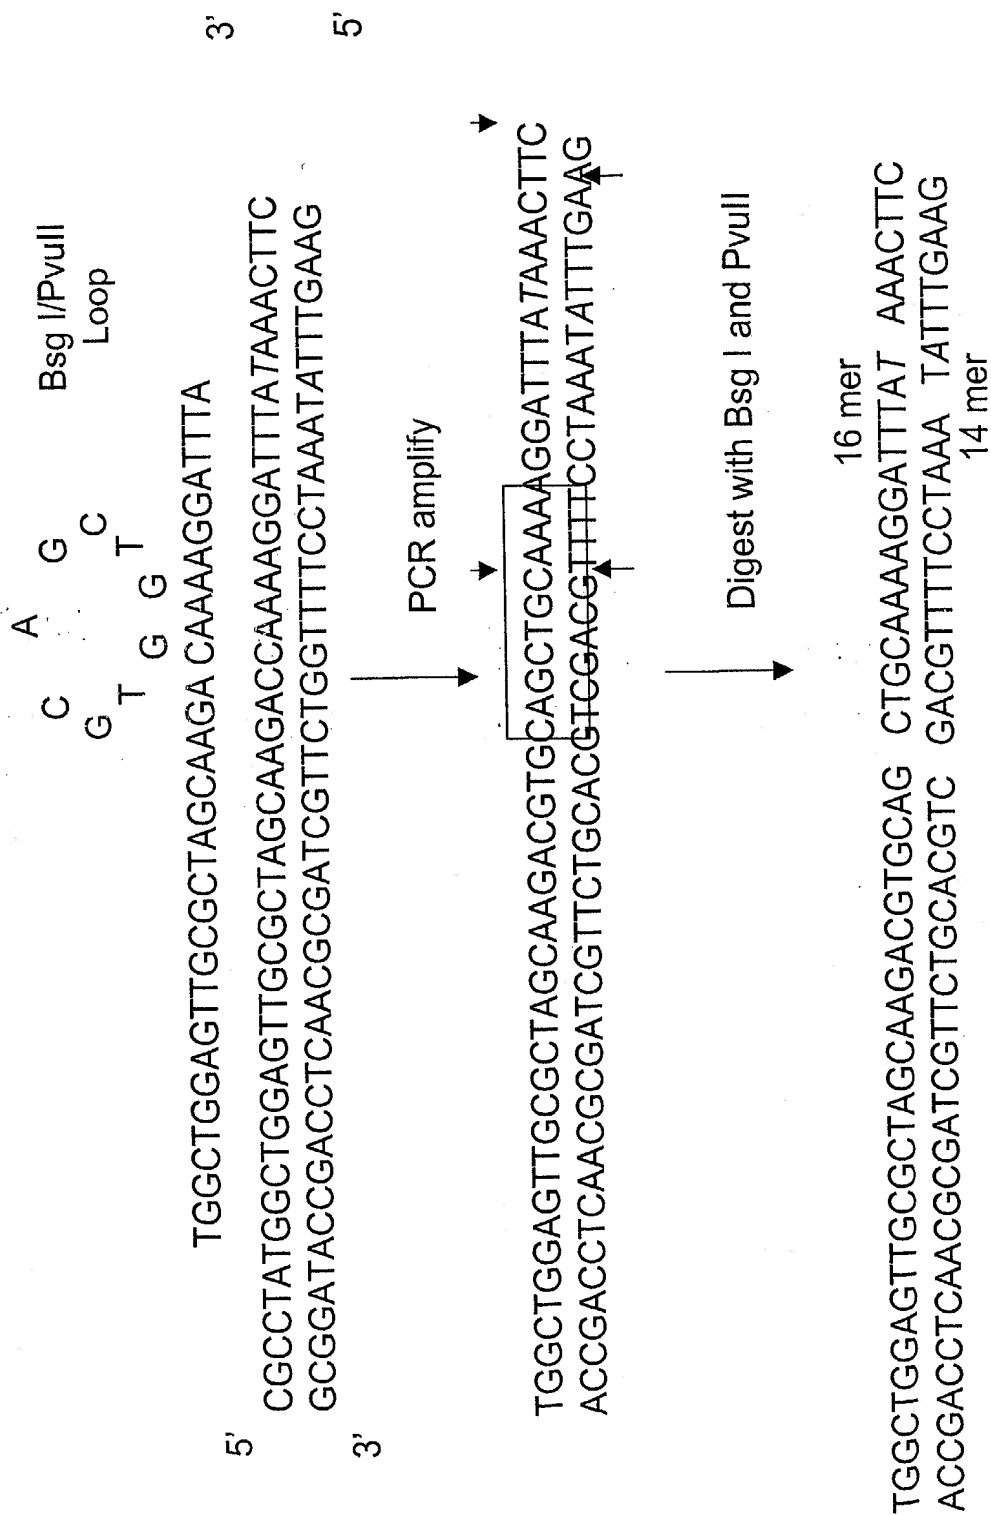 A
C G
G C Bsg I/PvuII
T T Loop
G G
TGGCTGGAGTTGCGCTAGCAAGA CAAAAGGATTTA
5' 3'
CGCCTATGGCTGGAGTTGCGCTAGCAAGACCAAAAGGATTTATAAACTTC
GCGGATACCGACCTCAACGCGATCGTTCTGGTTTTCCTAAATATTTGAAG
3' 5'
PCR amplify
TGGCTGGAGTTGCGCTAGCAAGACGTGCAGCTGCAAAAGGATTTATAAACTTC
ACCGACCTCAACGCGATCGTTCTGCACGTCGACGTTTTCCTAAATATTTGAAG
Digest with Bsg I and PvuII
16 mer
TGGCTGGAGTTGCGCTAGCAAGACGTGCAG CTGCAAAAGGATTTAT AAACTTC
ACCGACCTCAACGCGATCGTTCTGCACGTC GACGTTTTCCTAAA TATTTGAAG
14 mer